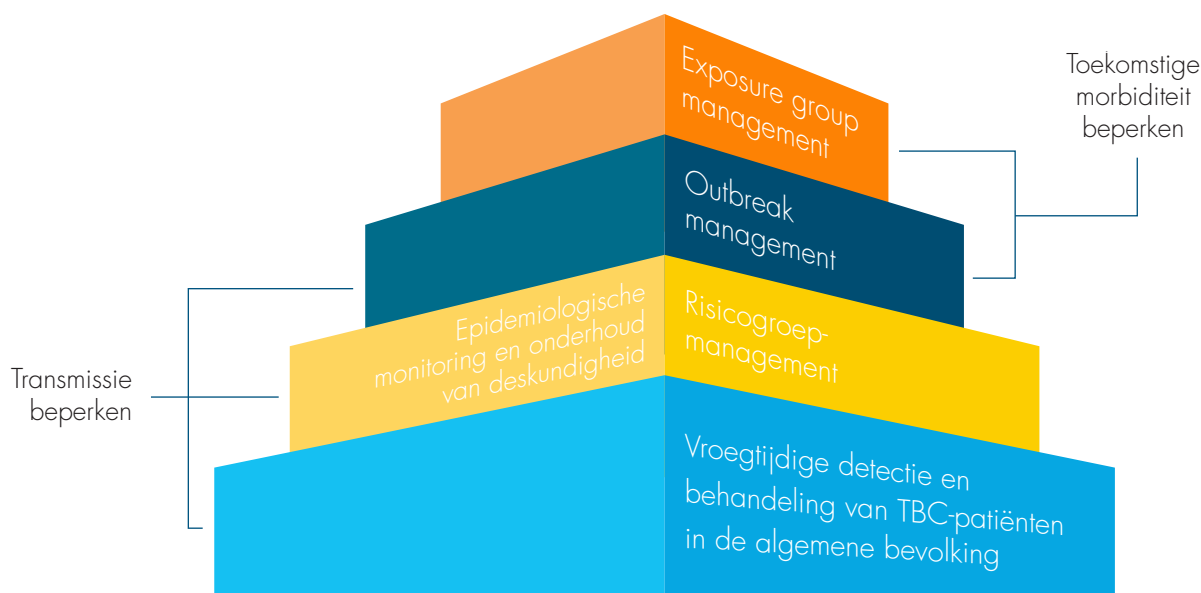 Exposure group
management
Toekomstige
morbiditeit
beperken
Outbreak
management
Epidemiologische
monitoring en onderhoud
van deskundigheid
Risicogroep-
management
Transmissie
beperken
Vroegtijdige detectie en
behandeling van TBC-patiënten
in de algemene bevolking